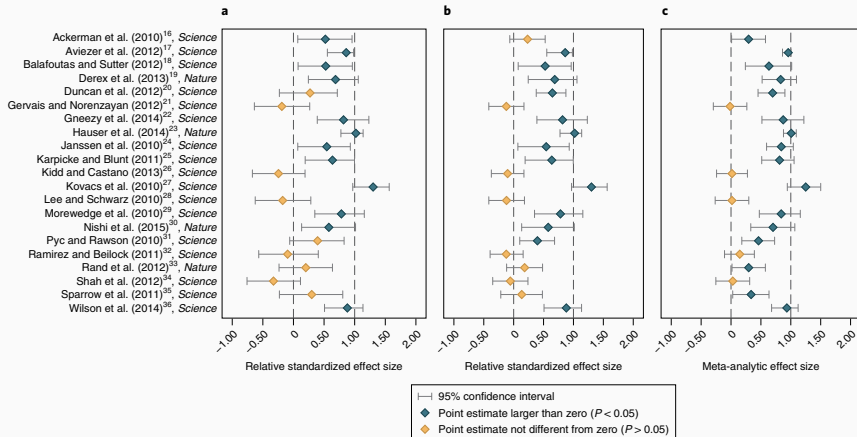 a b c
Ackerman et al. (2010)16, Science
Aviezer et al. (2012)17, Science
Balafoutas and Sutter (2012)18, Science
Derex et al. (2013)19, Nature
Duncan et al. (2012)20, Science
Gervais and Norenzayan (2012)21, Science
Gneezy et al. (2014)22, Science
Hauser et al. (2014)23, Nature
Janssen et al. (2010)24, Science
Karpicke and Blunt (2011)25, Science
Kidd and Castano (2013)26, Science
Kovacs et al. (2010)27, Science
Lee and Schwarz (2010)28, Science
Morewedge et al. (2010)29, Science
Nishi et al. (2015)30, Nature
Pyc and Rawson (2010)31, Science
Ramirez and Beilock (2011)32, Science
Rand et al. (2012)33, Nature
Shah et al. (2012)34, Science
Sparrow et al. (2011)35, Science
Wilson et al. (2014)36, Science
−1.00 −0.50 0 0.50 1.00 1.50 2.00 −1.00 −0.50 0 0.50 1.00 1.50 2.00 −1.00 −0.50 0 0.50 1.00 1.50 2.00
Relative standardized effect size Relative standardized effect size Meta-analytic effect size
95% confidence interval
Point estimate larger than zero (P < 0.05)
Point estimate not different from zero (P > 0.05)